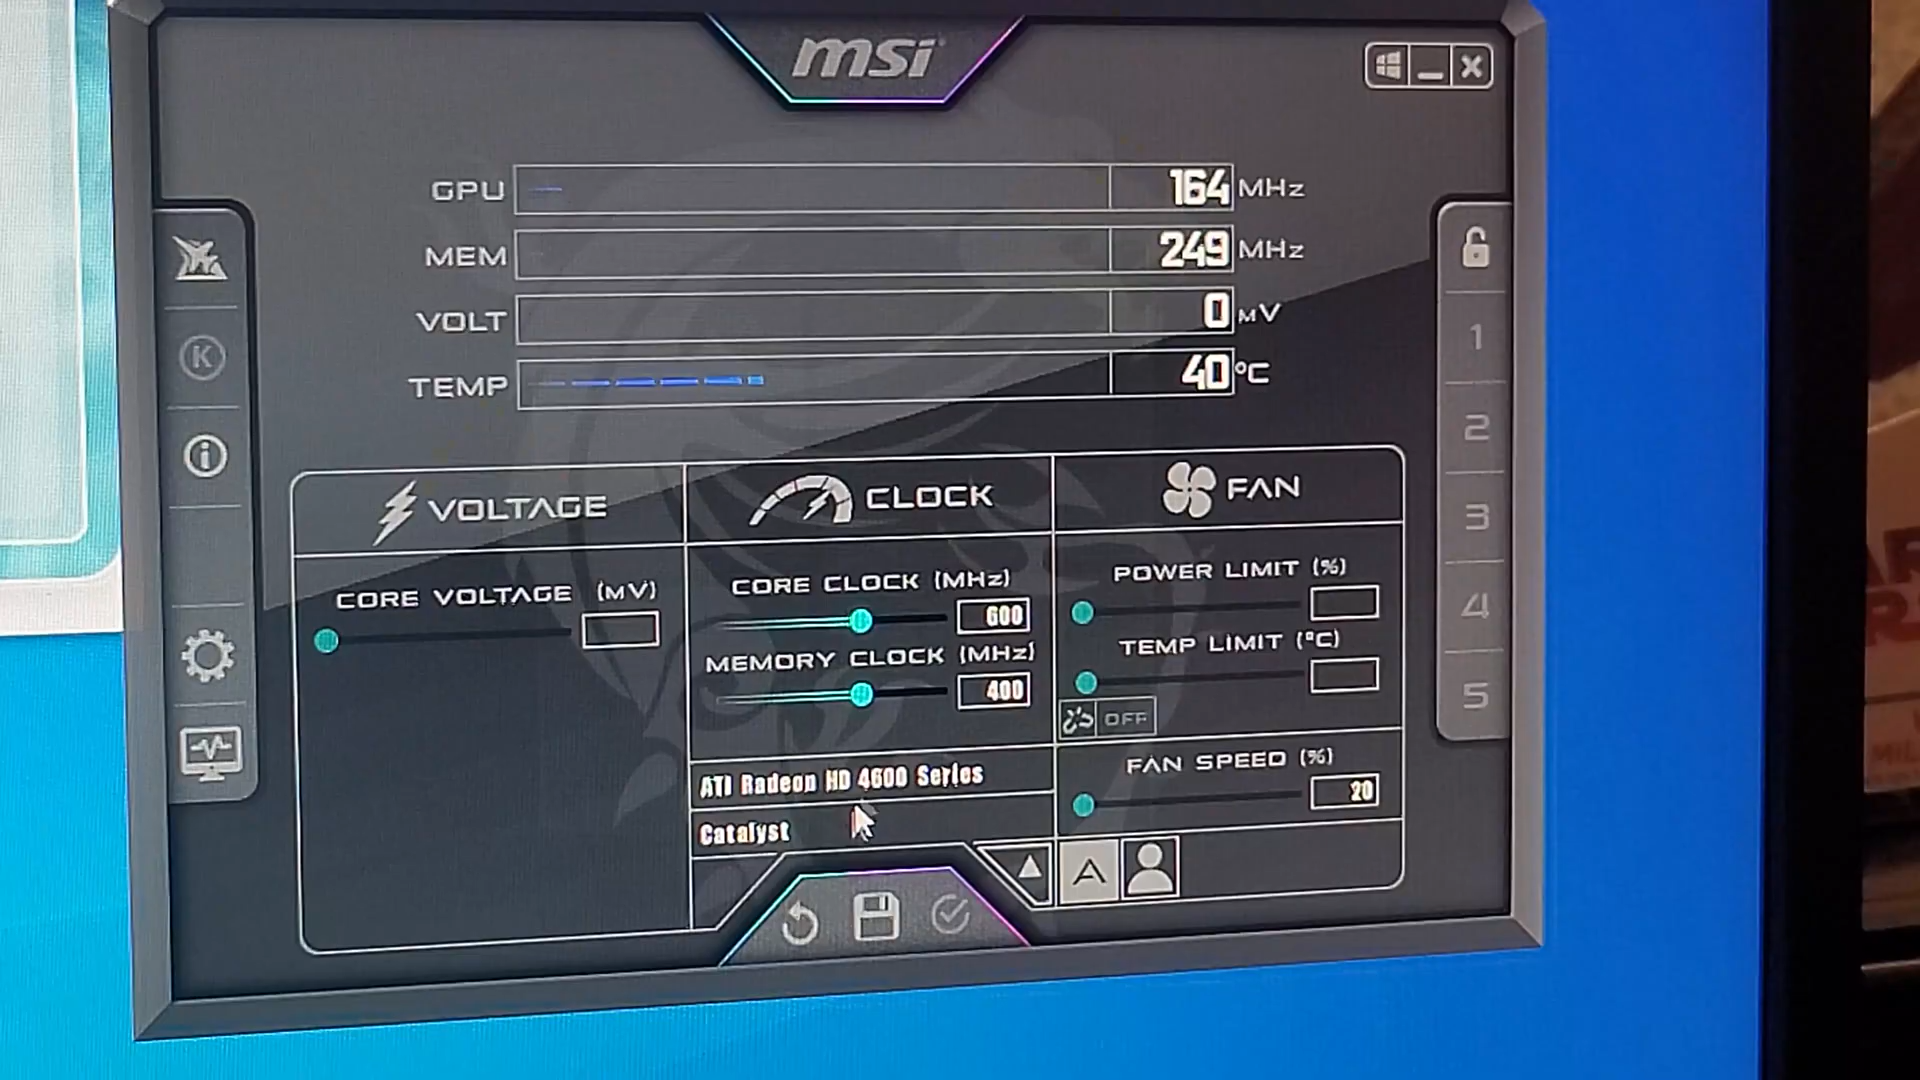 msi
GPU 164 MHz
MEM 249 MHz
VOLT 0 mV
TEMP 40 °C
K
i
1
2
3
4
5
VOLTAGE
CORE VOLTAGE (MV)
CLOCK
CORE CLOCK (MHz)
600
MEMORY CLOCK (MHz)
400
ATI Radeon HD 4600 Series
Catalyst
FAN
POWER LIMIT (%)
TEMP LIMIT (°C)
OFF
FAN SPEED (%)
20
A